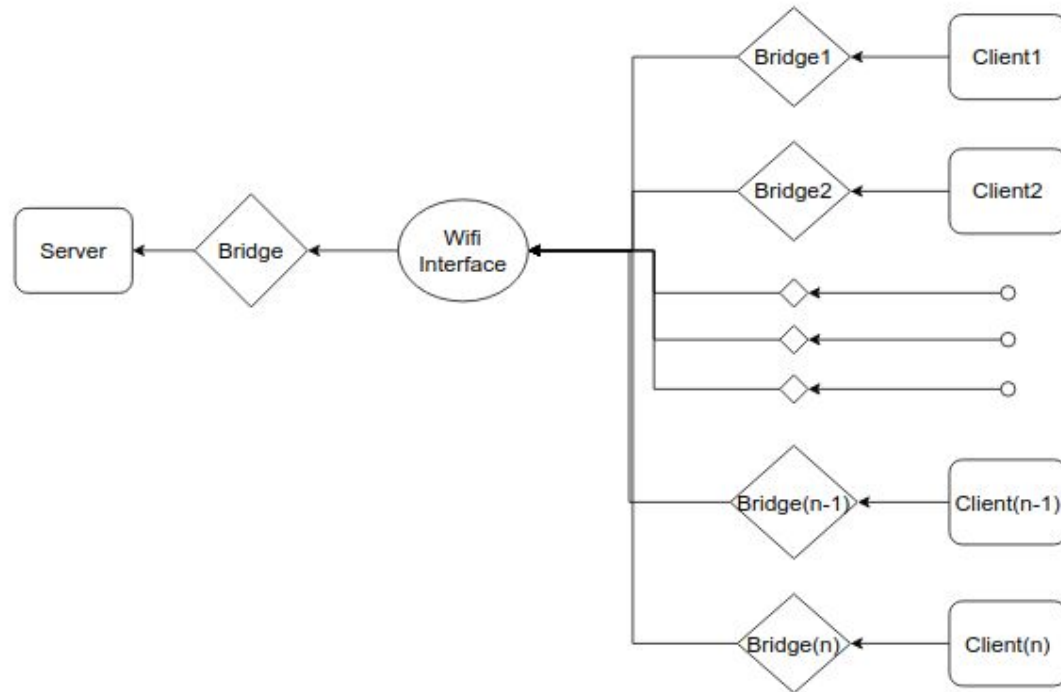 Bridge1
Client1
Bridge2
Client2
Server
Bridge
Wifi
Interface
Bridge(n-1)
Client(n-1)
Bridge(n)
Client(n)